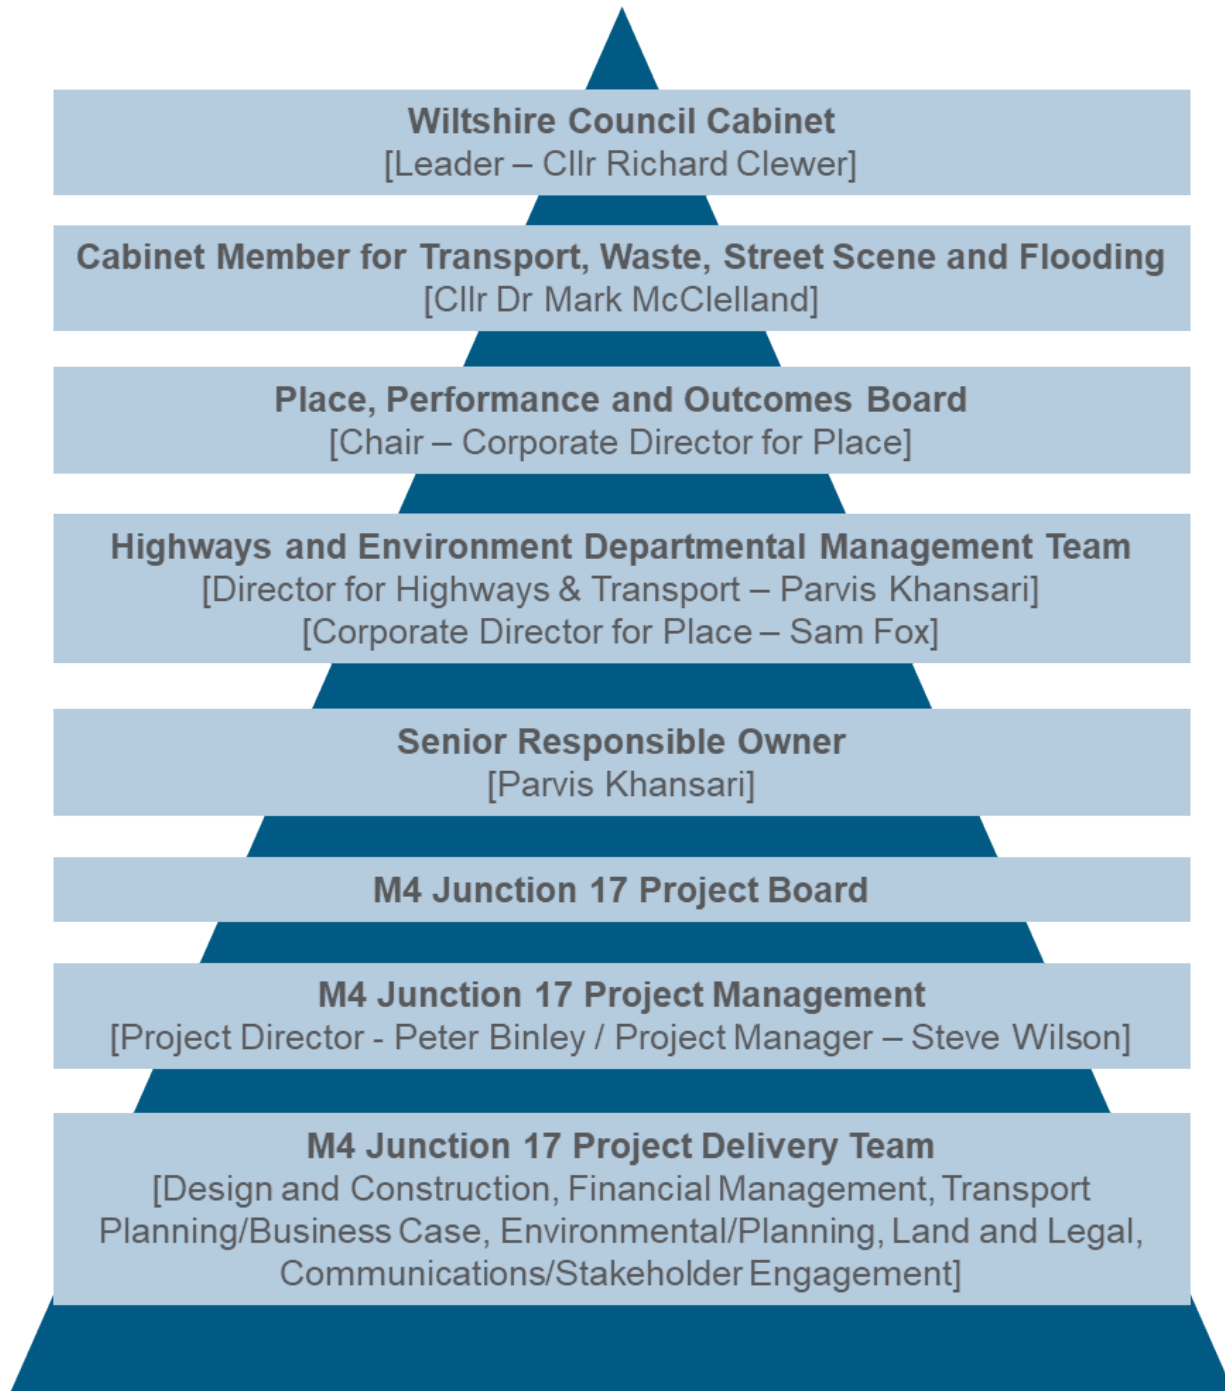 Wiltshire Council Cabinet
[Leader – Cllr Richard Clewer]
Cabinet Member for Transport, Waste, Street Scene and Flooding
[Cllr Dr Mark McClelland]
Place, Performance and Outcomes Board
[Chair – Corporate Director for Place]
Highways and Environment Departmental Management Team
[Director for Highways & Transport – Parvis Khansari]
[Corporate Director for Place – Sam Fox]
Senior Responsible Owner
[Parvis Khansari]
M4 Junction 17 Project Board
M4 Junction 17 Project Management
[Project Director - Peter Binley / Project Manager – Steve Wilson]
M4 Junction 17 Project Delivery Team
[Design and Construction, Financial Management, Transport
Planning/Business Case, Environmental/Planning, Land and Legal,
Communications/Stakeholder Engagement]